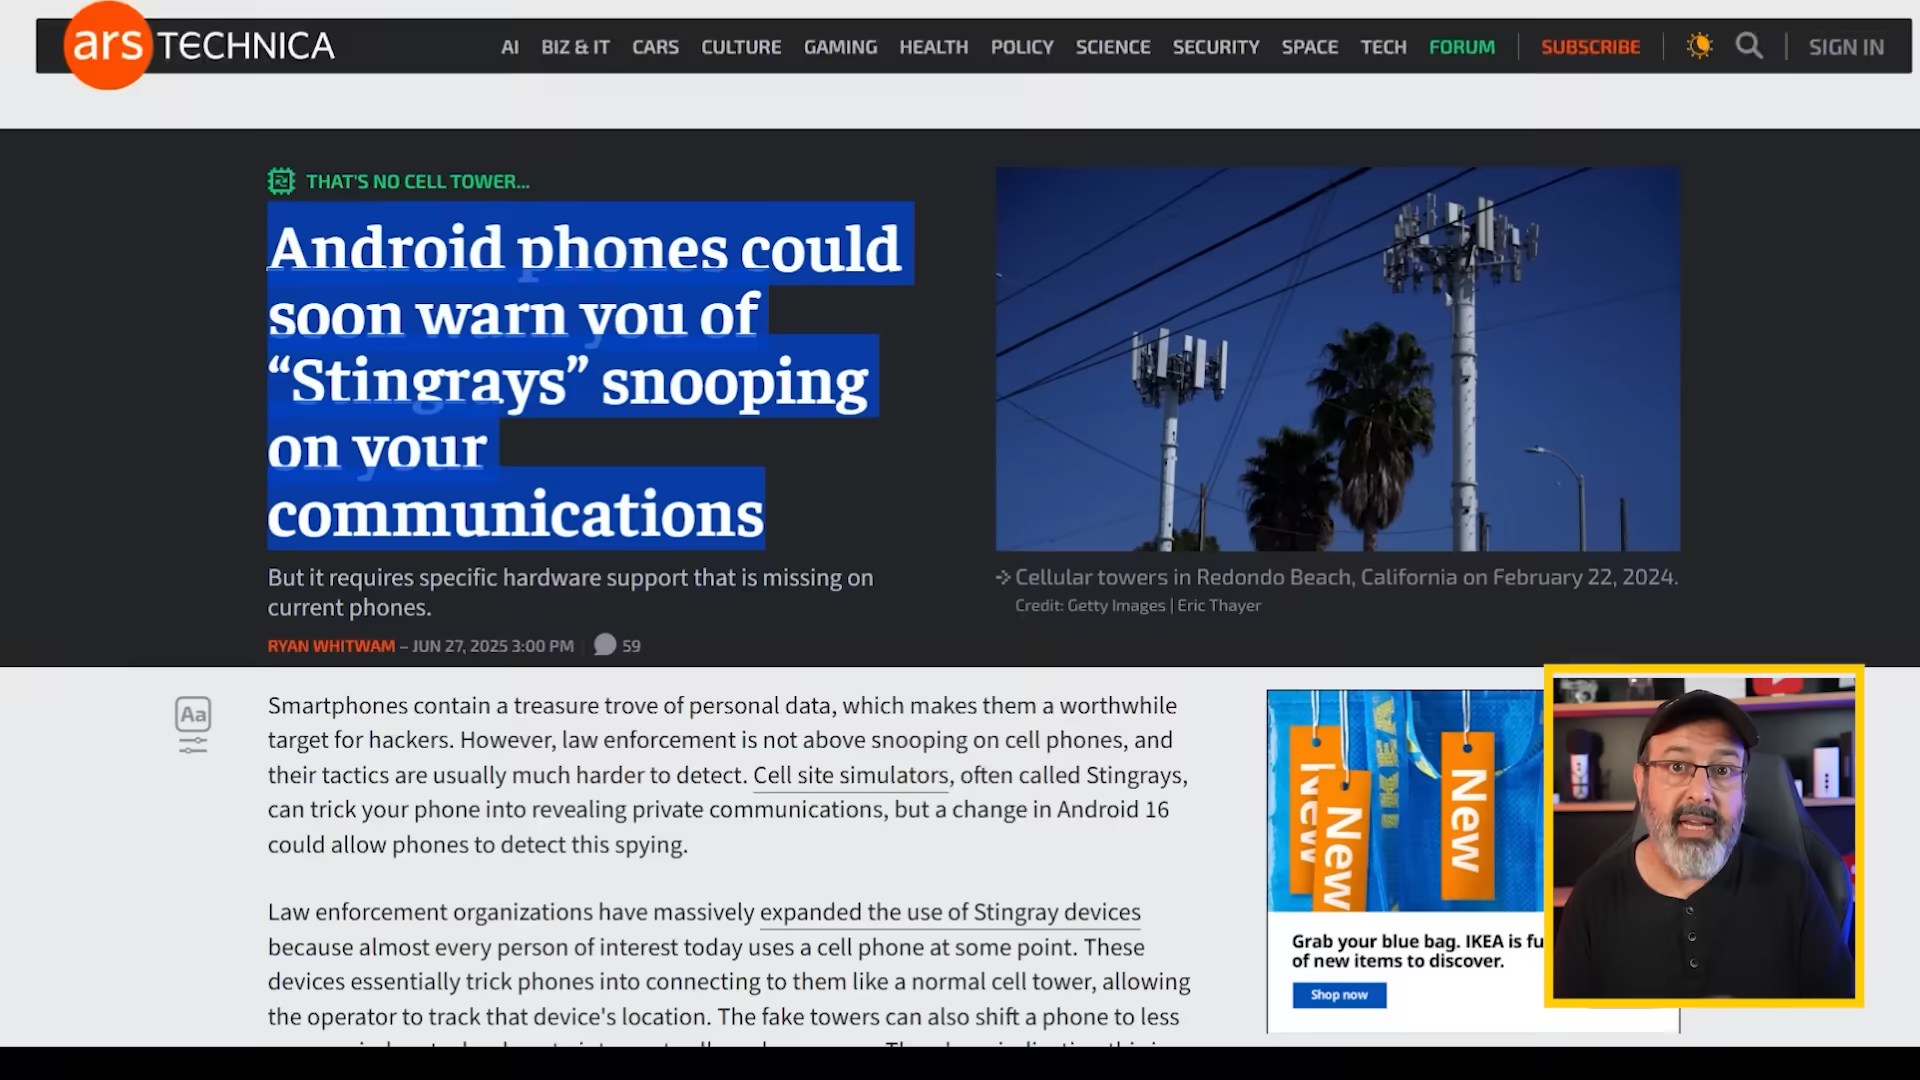 ars TECHNICA
AI BIZ & IT CARS CULTURE GAMING HEALTH POLICY SCIENCE SECURITY SPACE TECH FORUM SUBSCRIBE SIGN IN
THAT'S NO CELL TOWER...
Android phones could
soon warn you of
“Stingrays” snooping
on your
communications
But it requires specific hardware support that is missing on
current phones.
RYAN WHITWAM – JUN 27, 2025 3:00 PM 59
Cellular towers in Redondo Beach, California on February 22, 2024.
Credit: Getty Images | Eric Thayer
Aa
Smartphones contain a treasure trove of personal data, which makes them a worthwhile
target for hackers. However, law enforcement is not above snooping on cell phones, and
their tactics are usually much harder to detect. Cell site simulators, often called Stingrays,
can trick your phone into revealing private communications, but a change in Android 16
could allow phones to detect this spying.
Law enforcement organizations have massively expanded the use of Stingray devices
because almost every person of interest today uses a cell phone at some point. These
devices essentially trick phones into connecting to them like a normal cell tower, allowing
the operator to track that device's location. The fake towers can also shift a phone to less
New
New
New
IKEA
Grab your blue bag. IKEA is fu
of new items to discover.
Shop now